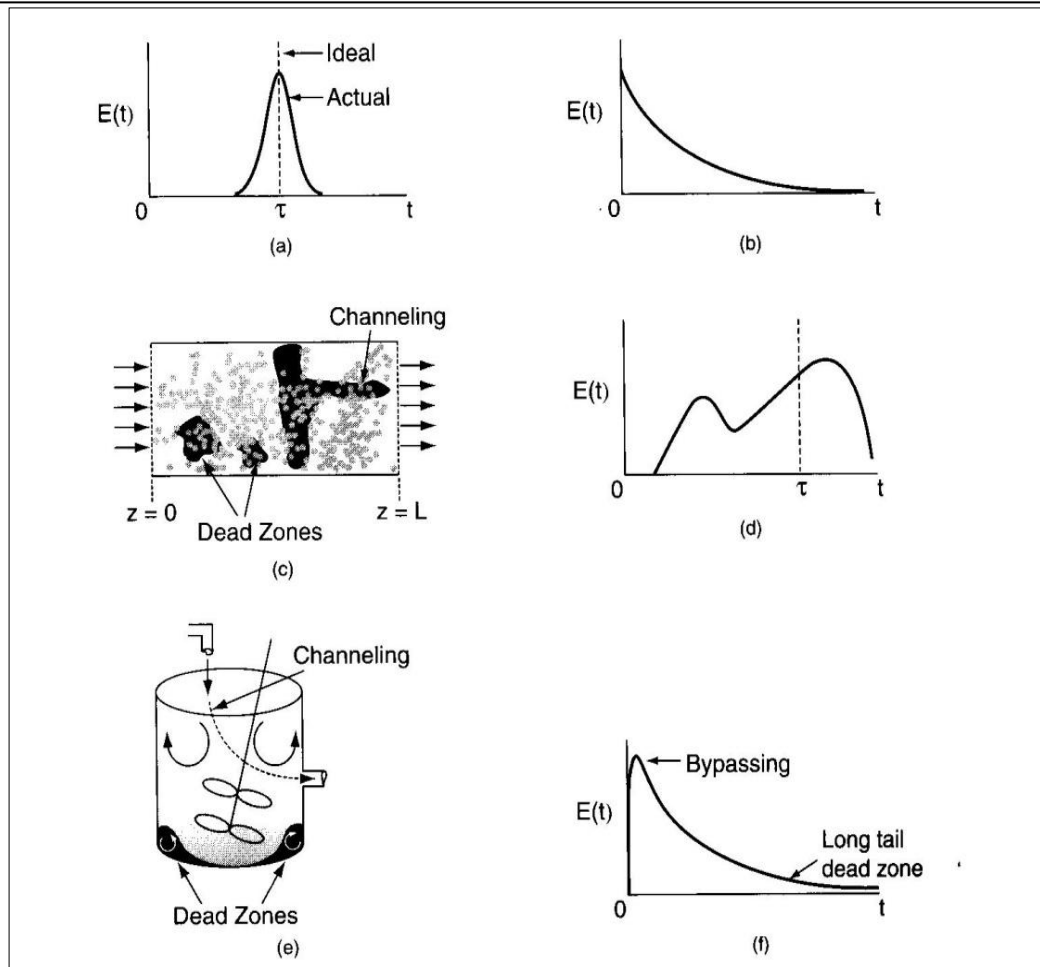 Ideal
Actual
E(t)
0
τ
t
(a)
E(t)
0
t
(b)
Channeling
z = 0
Dead Zones
z = L
(c)
E(t)
0
τ
t
(d)
Channeling
Dead Zones
(e)
Bypassing
E(t)
Long tail
dead zone
0
t
(f)